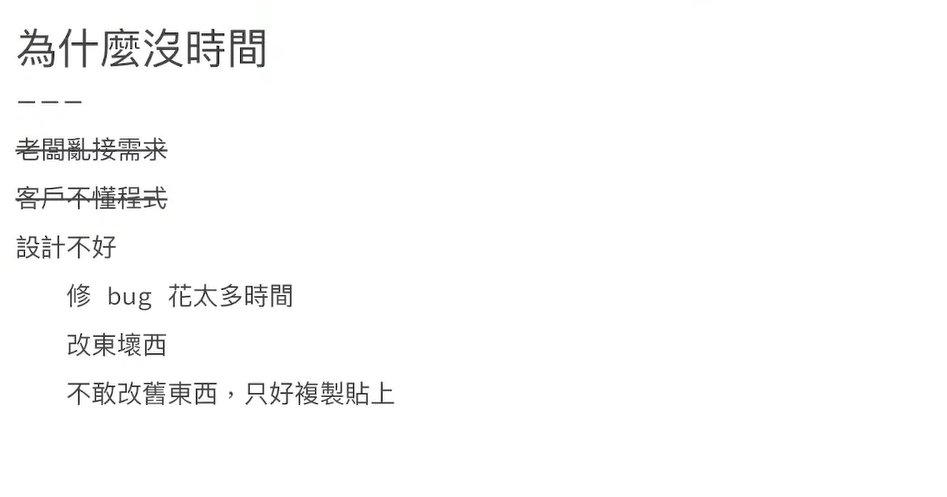 為什麼沒時間
———
老闆亂接需求
客戶不懂程式
設計不好
修 bug 花太多時間
改東壞西
不敢改舊東西，只好複製貼上